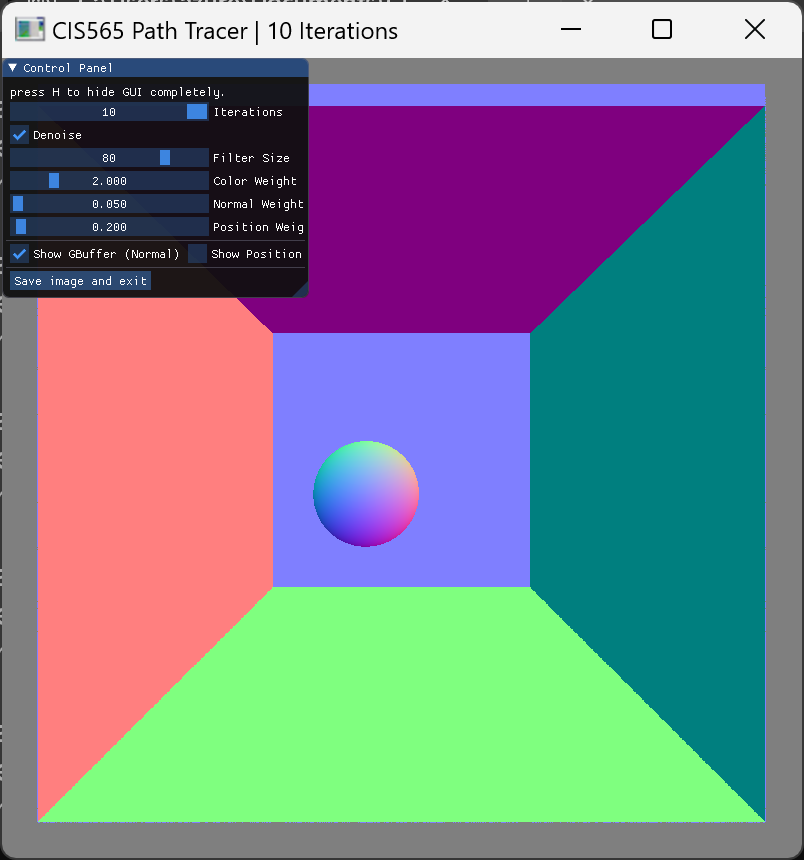 CIS565 Path Tracer | 10 Iterations
Control Panel
press H to hide GUI completely.
10 Iterations
Denoise
80 Filter Size
2.000 Color Weight
0.050 Normal Weight
0.200 Position Weig
Show GBuffer (Normal) Show Position
Save image and exit